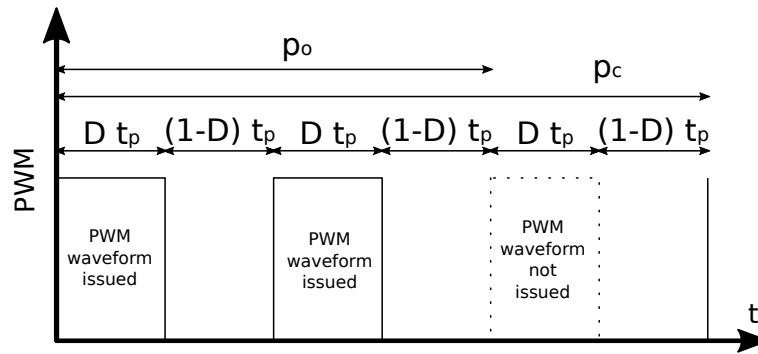 po
pc
D tp (1-D) tp D tp (1-D) tp D tp (1-D) tp
PWM
PWM
waveform
issued
PWM
waveform
issued
PWM
waveform
not
issued
t